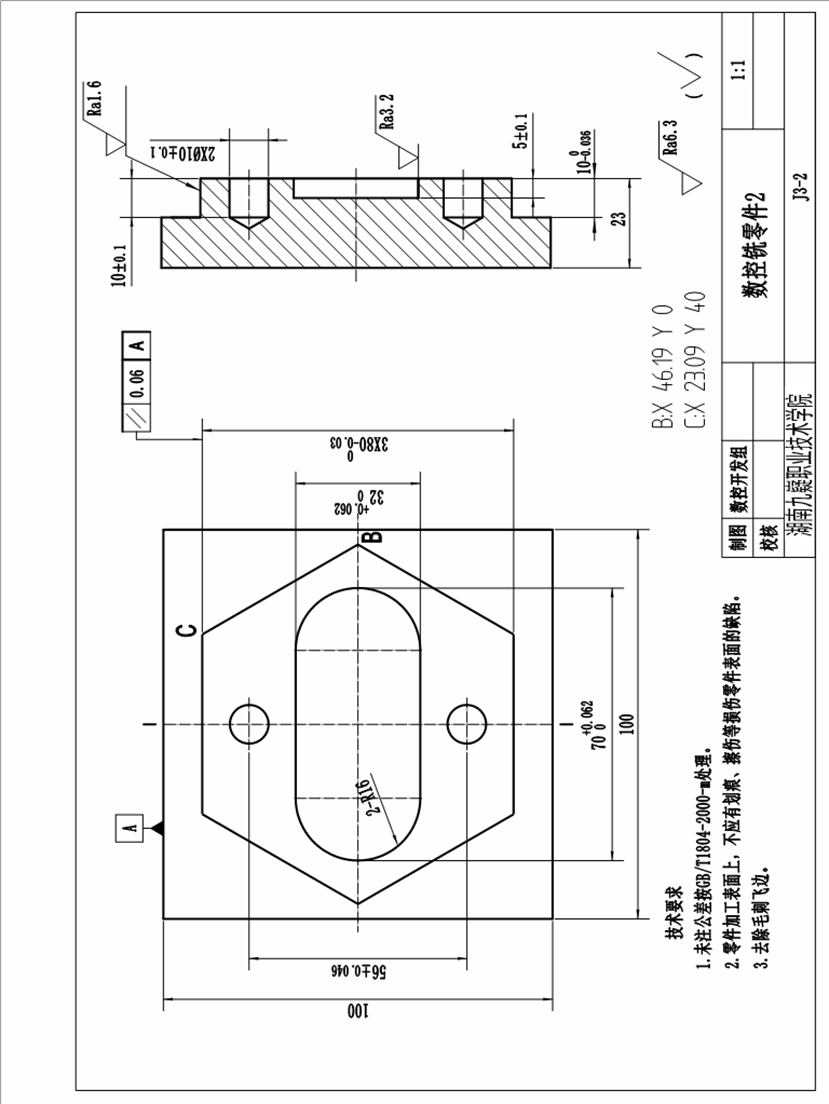 A
C
B
2-R16
56±0.046
100
70 +0.062 0
100
32 +0.062 0
3X80 0 -0.03
// 0.06 A
10±0.1
2XØ10±0.1
Ra1.6
Ra3.2
5±0.1
10 0 -0.036
23
Ra6.3 (√)
B:X 46.19 Y 0
C:X 23.09 Y 40
技术要求
1.未注公差按GB/T1804-2000-m处理。
2.零件加工表面上，不应有划痕、擦伤等损伤零件表面的缺陷。
3.去除毛刺飞边。
制图 数控开发组
校核
数控铣零件2
1:1
湖南九嶷职业技术学院
J3-2